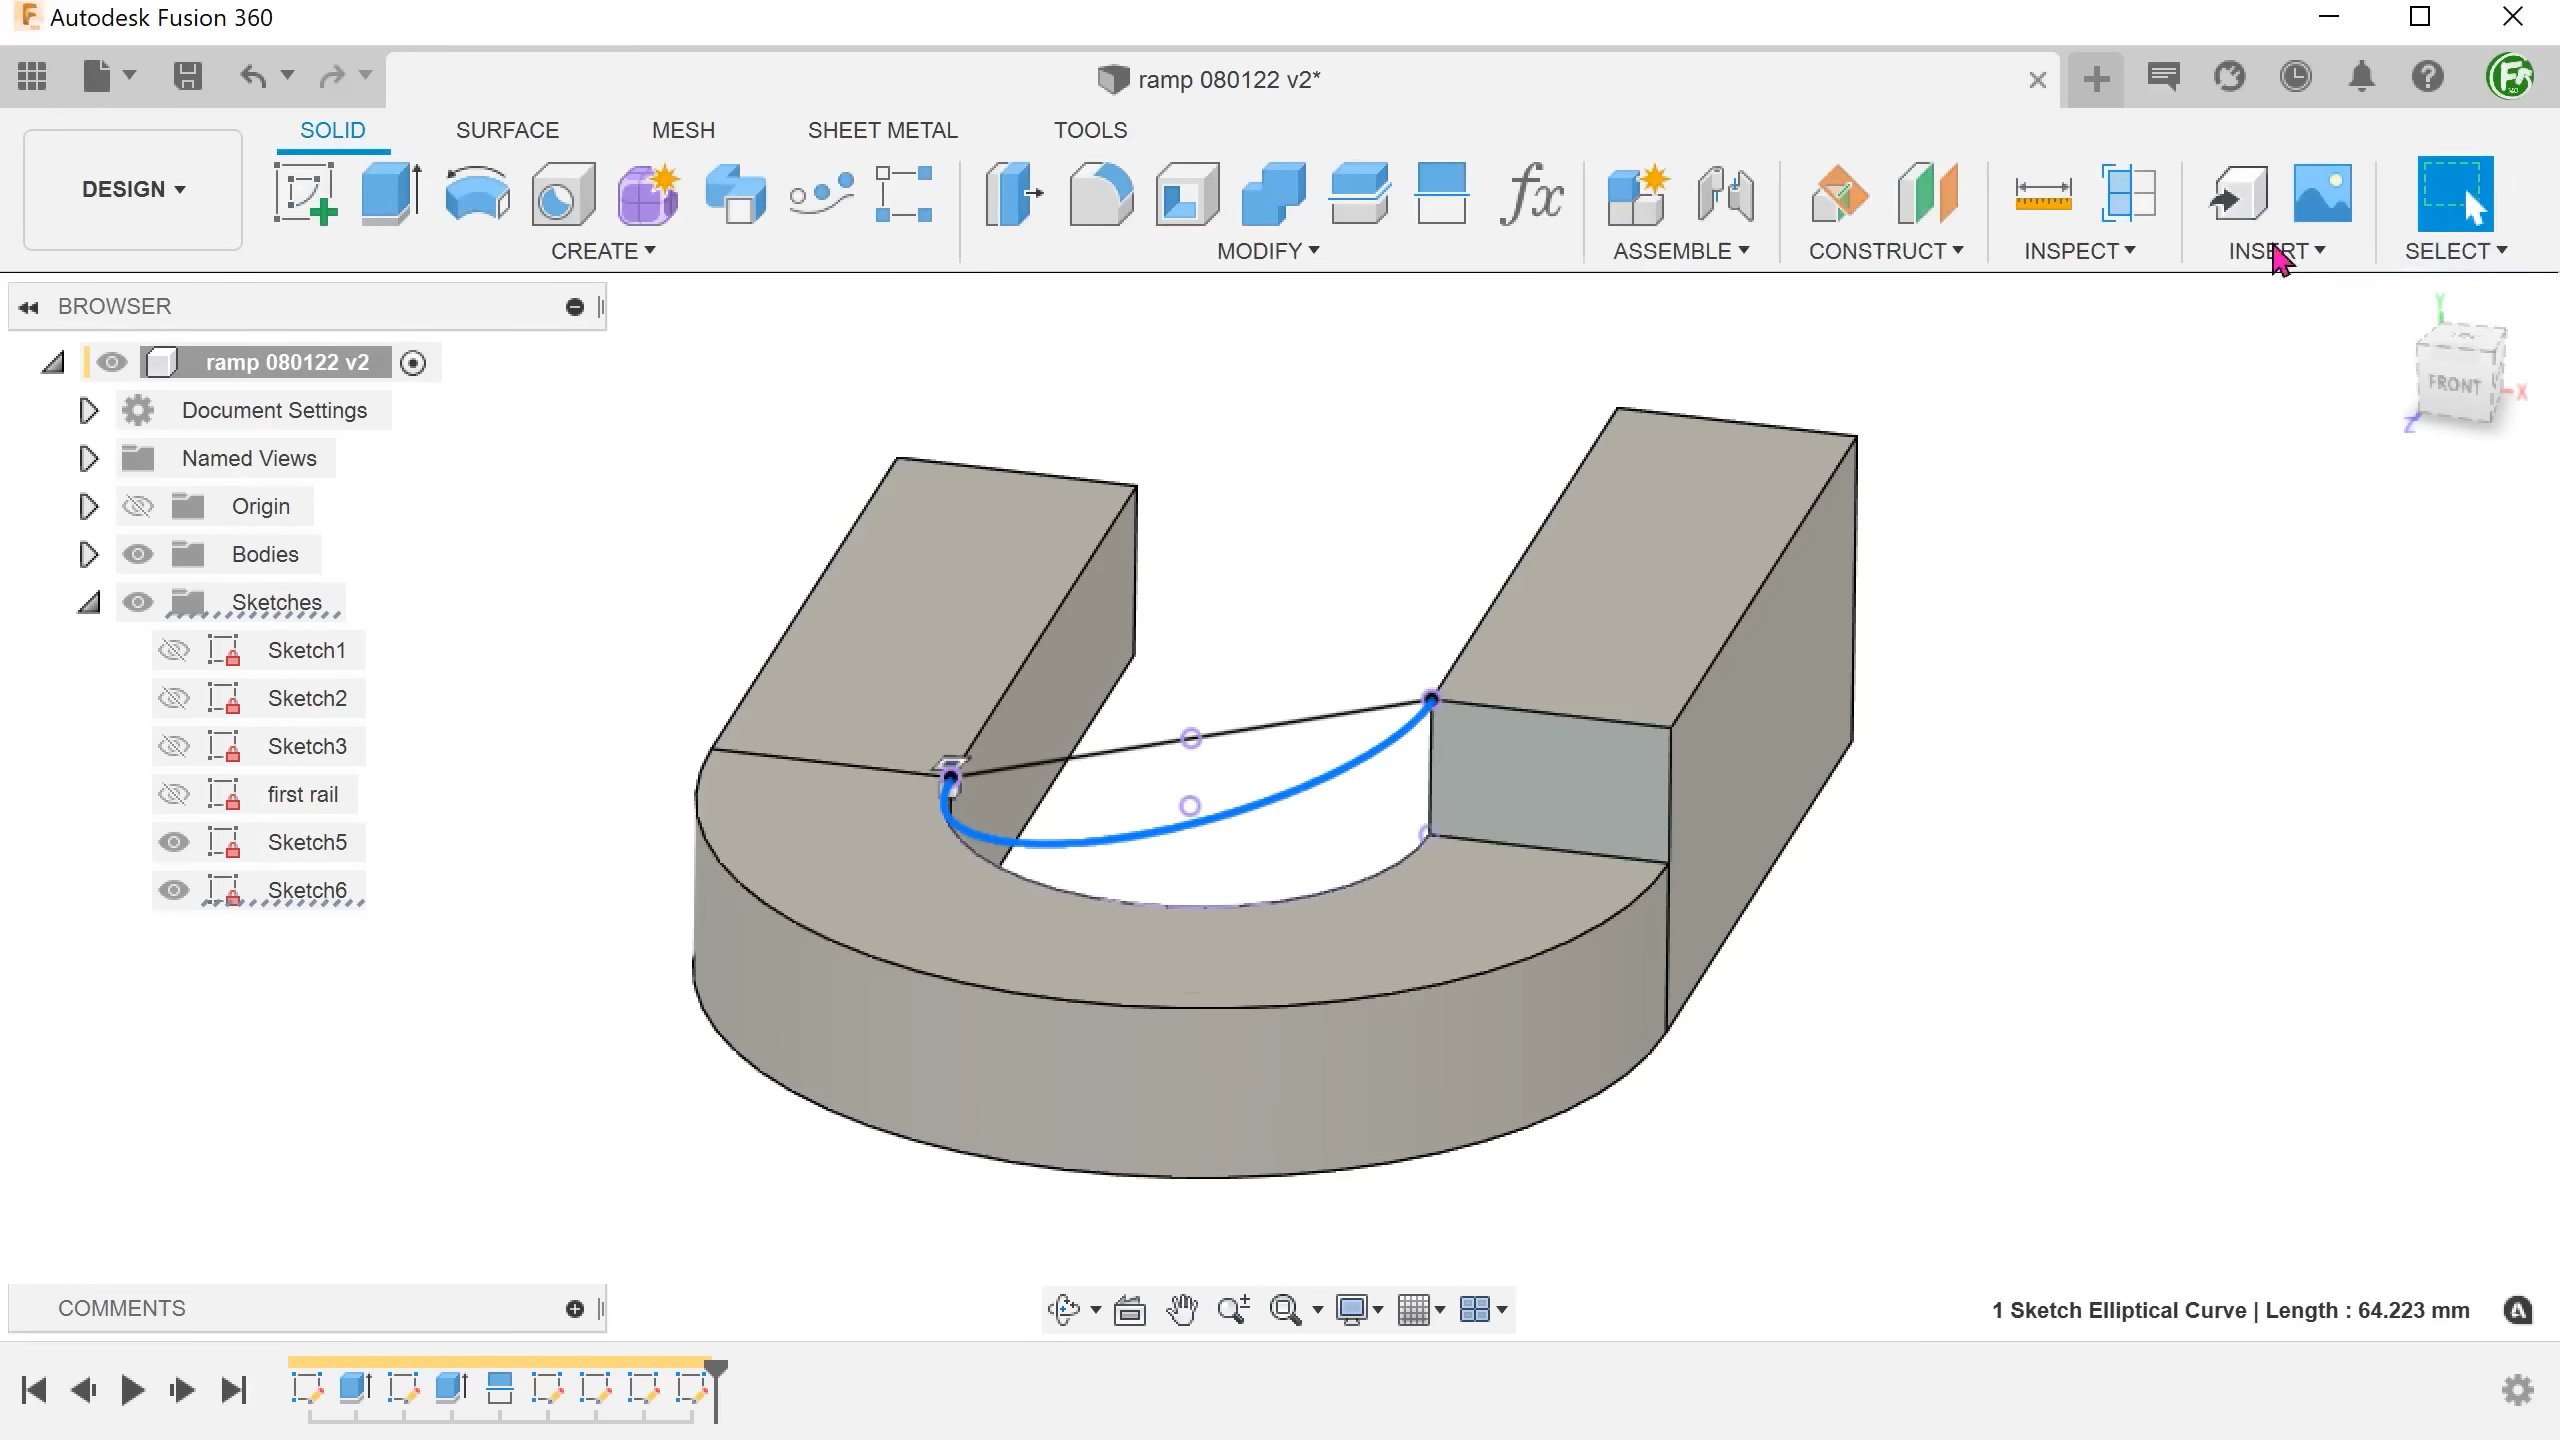 Autodesk Fusion 360
ramp 080122 v2*
SOLID SURFACE MESH SHEET METAL TOOLS
DESIGN
CREATE MODIFY ASSEMBLE CONSTRUCT INSPECT INSERT SELECT
BROWSER
ramp 080122 v2
Document Settings
Named Views
Origin
Bodies
Sketches
Sketch1
Sketch2
Sketch3
first rail
Sketch5
Sketch6
Y
FRONT
X
Z
COMMENTS
1 Sketch Elliptical Curve | Length : 64.223 mm